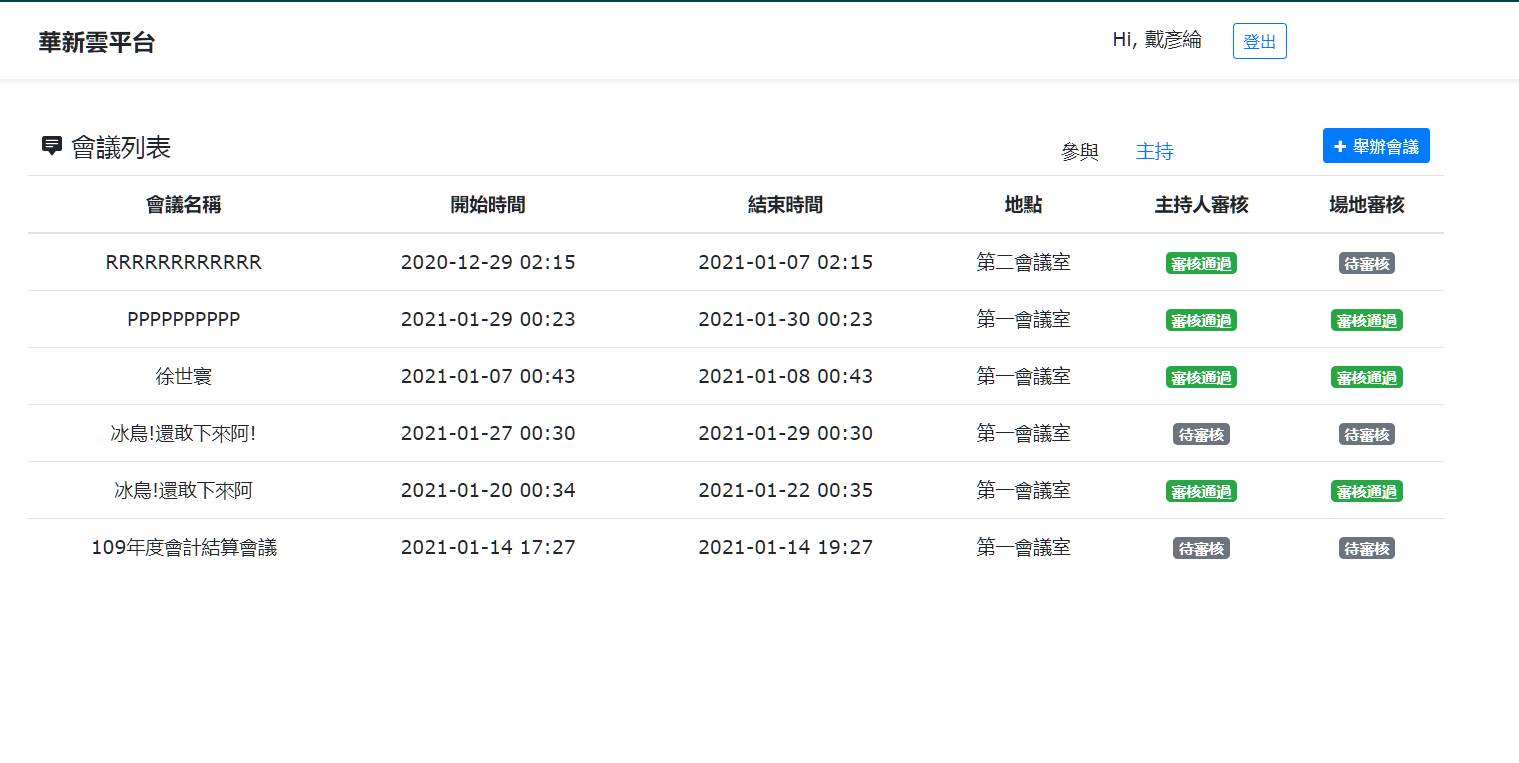 華新雲平台 Hi, 戴彥綸 登出
會議列表 參與 主持 + 舉辦會議
會議名稱 開始時間 結束時間 地點 主持人審核 場地審核
RRRRRRRRRRRR 2020-12-29 02:15 2021-01-07 02:15 第二會議室 審核通過 待審核
PPPPPPPPPP 2021-01-29 00:23 2021-01-30 00:23 第一會議室 審核通過 審核通過
徐世寰 2021-01-07 00:43 2021-01-08 00:43 第一會議室 審核通過 審核通過
冰鳥!還敢下來阿! 2021-01-27 00:30 2021-01-29 00:30 第一會議室 待審核 待審核
冰鳥!還敢下來阿 2021-01-20 00:34 2021-01-22 00:35 第一會議室 審核通過 審核通過
109年度會計結算會議 2021-01-14 17:27 2021-01-14 19:27 第一會議室 待審核 待審核